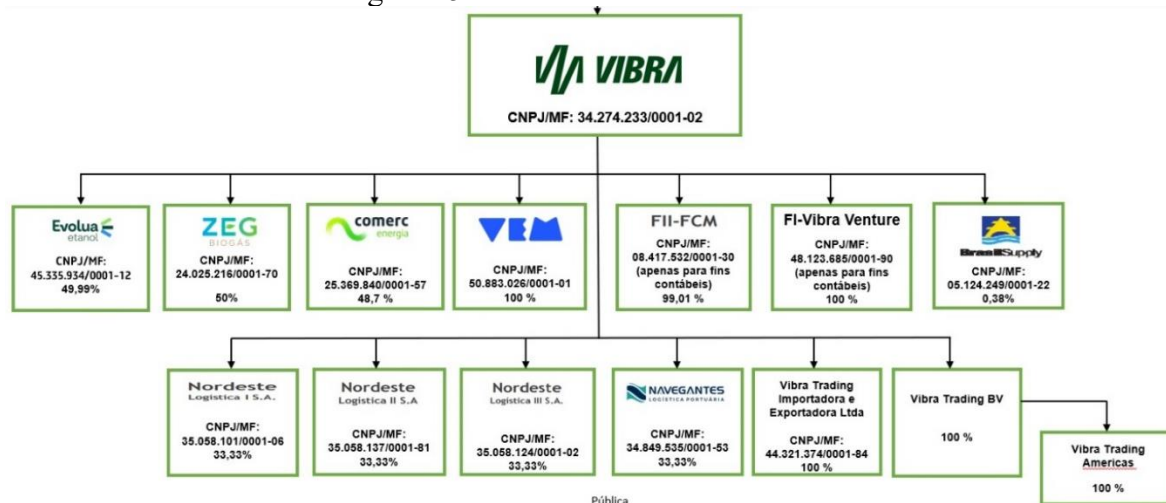 VIBRA
CNPJ/MF: 34.274.233/0001-02
Evolua
etanol
CNPJ/MF:
45.335.934/0001-12
49,99%
ZEG
BIOGÁS
CNPJ/MF:
24.025.216/0001-70
50%
comerc
energia
CNPJ/MF:
25.369.840/0001-57
48,7 %
VEM
CNPJ/MF:
50.883.026/0001-01
100 %
FII-FCM
CNPJ/MF:
08.417.532/0001-30
(apenas para fins
contábeis)
99,01 %
FI-Vibra Venture
CNPJ/MF:
48.123.685/0001-90
(apenas para fins
contábeis)
100 %
BrasilSupply
CNPJ/MF:
05.124.249/0001-22
0,38%
Nordeste
Logística I S.A.
CNPJ/MF:
35.058.101/0001-06
33,33%
Nordeste
Logística II S.A
CNPJ/MF:
35.058.137/0001-81
33,33%
Nordeste
Logística III S.A.
CNPJ/MF:
35.058.124/0001-02
33,33%
NAVEGANTES
LOGÍSTICA PORTUÁRIA
CNPJ/MF:
34.849.535/0001-53
33,33%
Vibra Trading
Importadora e
Exportadora Ltda
CNPJ/MF:
44.321.374/0001-84
100 %
Vibra Trading BV
100 %
Vibra Trading
Americas
100 %
Pública